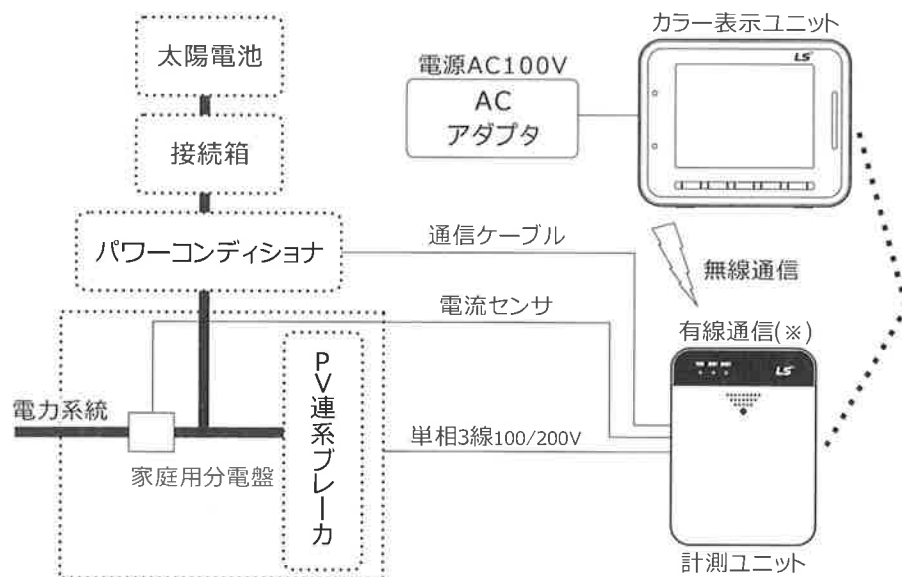 カラー表示ユニット
太陽電池
電源AC100V
LS
AC
アダプタ
接続箱
パワーコンディショナ
通信ケーブル
無線通信
電流センサ
有線通信(※)
LS
PV連系ブレーカ
電力系統
単相3線100/200V
家庭用分電盤
計測ユニット